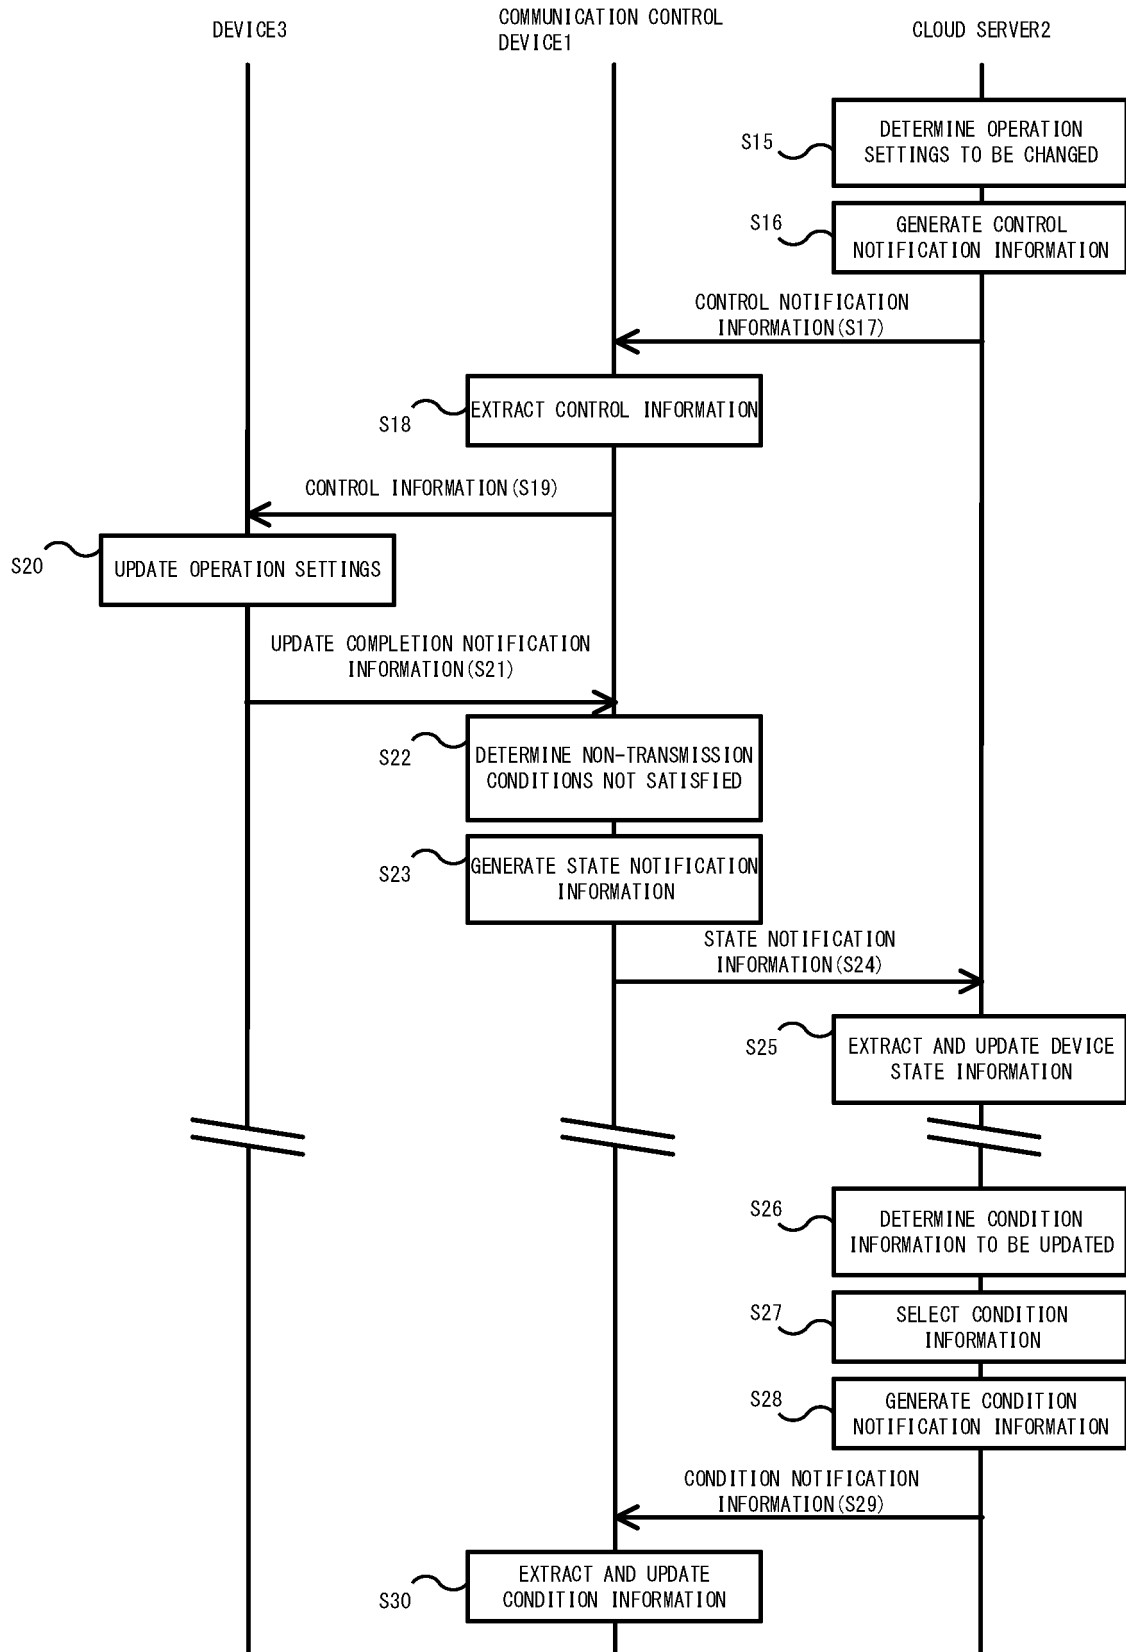 DEVICE3
COMMUNICATION CONTROL
DEVICE1
CLOUD SERVER2
S15
DETERMINE OPERATION
SETTINGS TO BE CHANGED
S16
GENERATE CONTROL
NOTIFICATION INFORMATION
CONTROL NOTIFICATION
INFORMATION(S17)
S18
EXTRACT CONTROL INFORMATION
CONTROL INFORMATION(S19)
S20
UPDATE OPERATION SETTINGS
UPDATE COMPLETION NOTIFICATION
INFORMATION(S21)
S22
DETERMINE NON-TRANSMISSION
CONDITIONS NOT SATISFIED
S23
GENERATE STATE NOTIFICATION
INFORMATION
STATE NOTIFICATION
INFORMATION(S24)
S25
EXTRACT AND UPDATE DEVICE
STATE INFORMATION
S26
DETERMINE CONDITION
INFORMATION TO BE UPDATED
S27
SELECT CONDITION
INFORMATION
S28
GENERATE CONDITION
NOTIFICATION INFORMATION
CONDITION NOTIFICATION
INFORMATION(S29)
S30
EXTRACT AND UPDATE
CONDITION INFORMATION